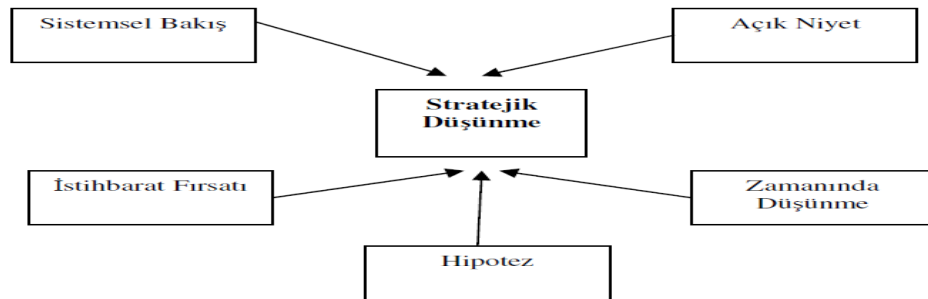 Sistemsel Bakış
Açık Niyet
Stratejik
Düşünme
İstihbarat Fırsatı
Zamanında
Düşünme
Hipotez